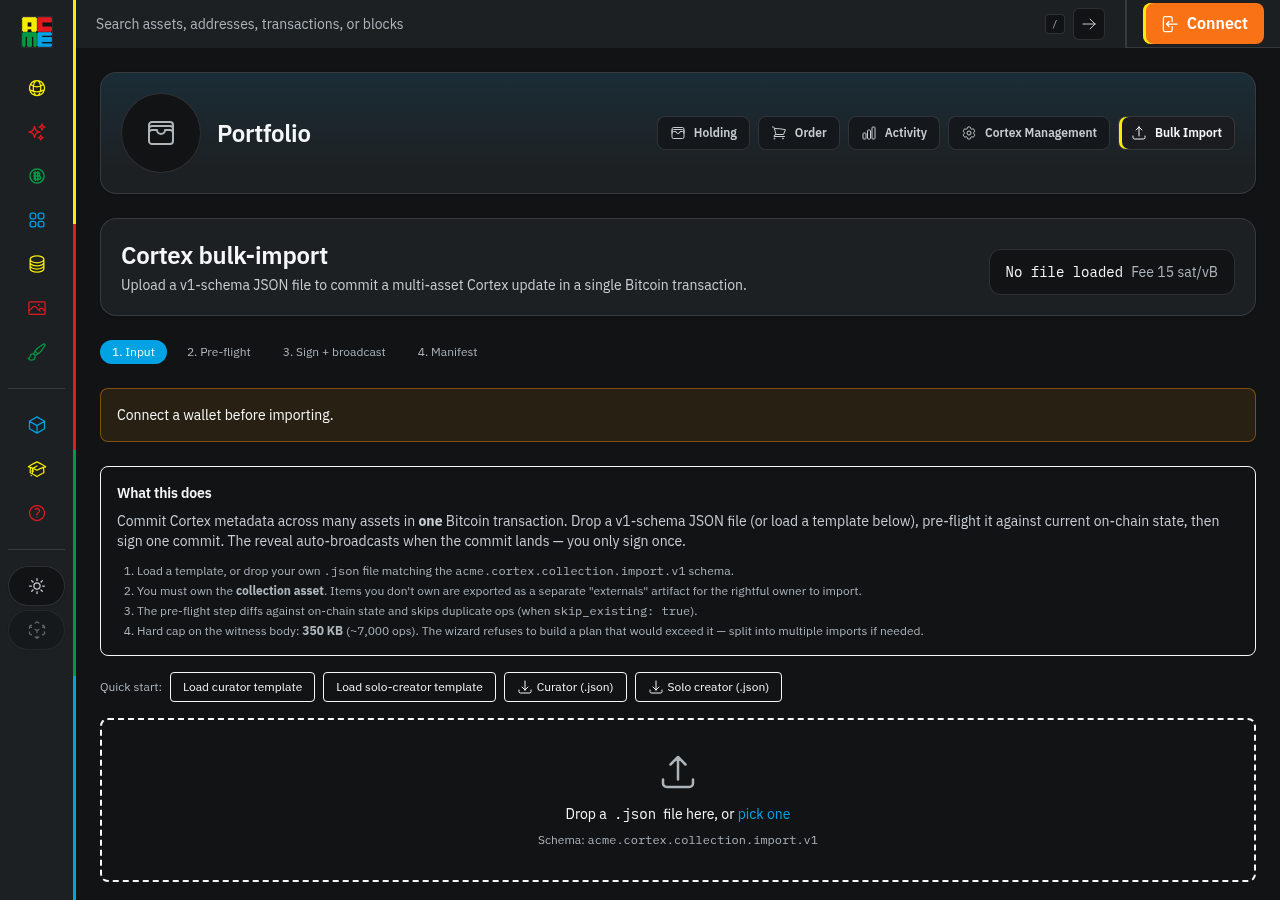 ACME
Search assets, addresses, transactions, or blocks
/
Connect
Portfolio
Holding
Order
Activity
Cortex Management
Bulk Import
Cortex bulk-import
Upload a v1-schema JSON file to commit a multi-asset Cortex update in a single Bitcoin transaction.
No file loaded Fee 15 sat/vB
1. Input
2. Pre-flight
3. Sign + broadcast
4. Manifest
Connect a wallet before importing.
What this does
Commit Cortex metadata across many assets in one Bitcoin transaction. Drop a v1-schema JSON file (or load a template below), pre-flight it against current on-chain state, then
sign one commit. The reveal auto-broadcasts when the commit lands — you only sign once.
1. Load a template, or drop your own .json file matching the acme.cortex.collection.import.v1 schema.
2. You must own the collection asset. Items you don't own are exported as a separate "externals" artifact for the rightful owner to import.
3. The pre-flight step diffs against on-chain state and skips duplicate ops (when skip_existing: true).
4. Hard cap on the witness body: 350 KB (~7,000 ops). The wizard refuses to build a plan that would exceed it — split into multiple imports if needed.
Quick start:
Load curator template
Load solo-creator template
Curator (.json)
Solo creator (.json)
Drop a .json file here, or pick one
Schema: acme.cortex.collection.import.v1